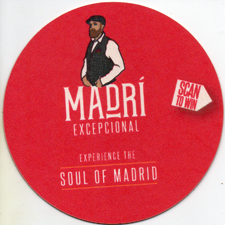 MADRÍ
EXCEPCIONAL
SCAN
TO WIN
EXPERIENCE THE
SOUL OF MADRID